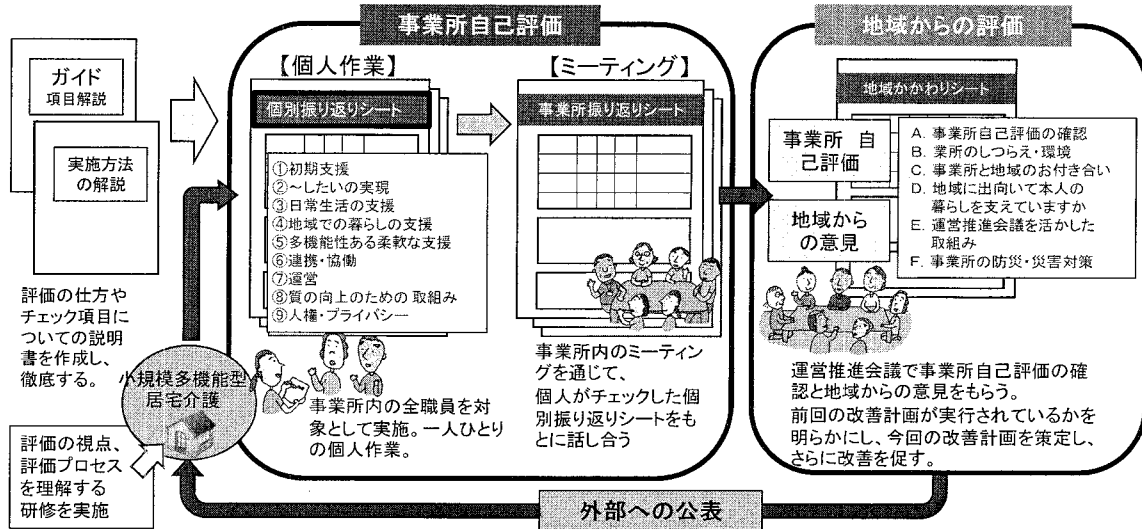 事業所自己評価
地域からの評価
ガイド
項目解説
実施方法
の解説
評価の仕方や
チェック項目に
ついての説明
書を作成し、
徹底する。
小規模多機能型
居宅介護
評価の視点、
評価プロセス
を理解する
研修を実施
【個人作業】
個別振り返りシート
①初期支援
②～したいの実現
③日常生活の支援
④地域での暮らしの支援
⑤多機能性ある柔軟な支援
⑥連携・協働
⑦運営
⑧質の向上のための 取組み
⑨人権・プライバシー
事業所内の全職員を対
象として実施。一人ひとり
の個人作業。
【ミーティング】
事業所振り返りシート
事業所内のミーティン
グを通じて、
個人がチェックした個
別振り返りシートをも
とに話し合う
地域かかわりシート
事業所 自
己評価
地域から
の意見
A. 事業所自己評価の確認
B. 業所のしつらえ・環境
C. 事業所と地域のお付き合い
D. 地域に出向いて本人の
暮らしを支えていますか
E. 運営推進会議を活かした
取組み
F. 事業所の防災・災害対策
運営推進会議で事業所自己評価の確
認と地域からの意見をもらう。
前回の改善計画が実行されているかを
明らかにし、今回の改善計画を策定し、
さらに改善を促す。
外部への公表